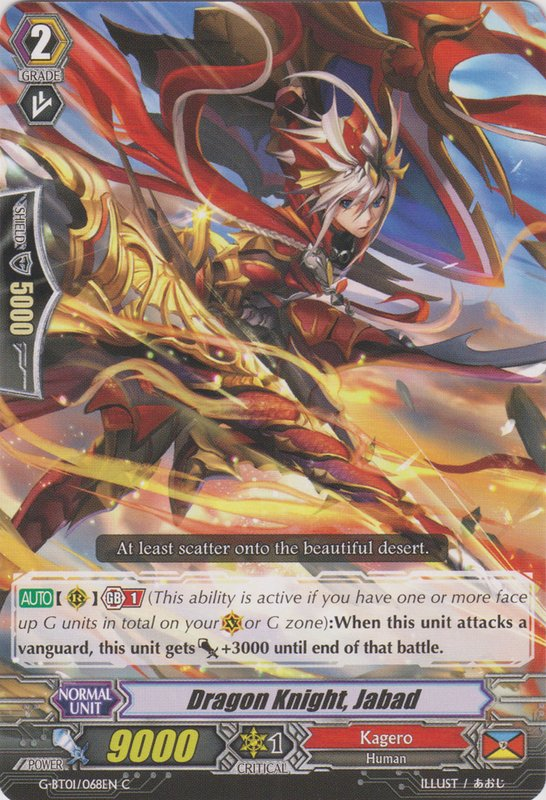 2
GRADE
SHIELD
5000
At least scatter onto the beautiful desert.
AUTO【 R 】GB 1 (This ability is active if you have one or more face
up G units in total on your V or G zone):When this unit attacks a
vanguard, this unit gets +3000 until end of that battle.
NORMAL
UNIT
Dragon Knight, Jabad
POWER
9000
1
CRITICAL
Kagero
Human
G-BT01/068EN C
ILLUST / あおじ